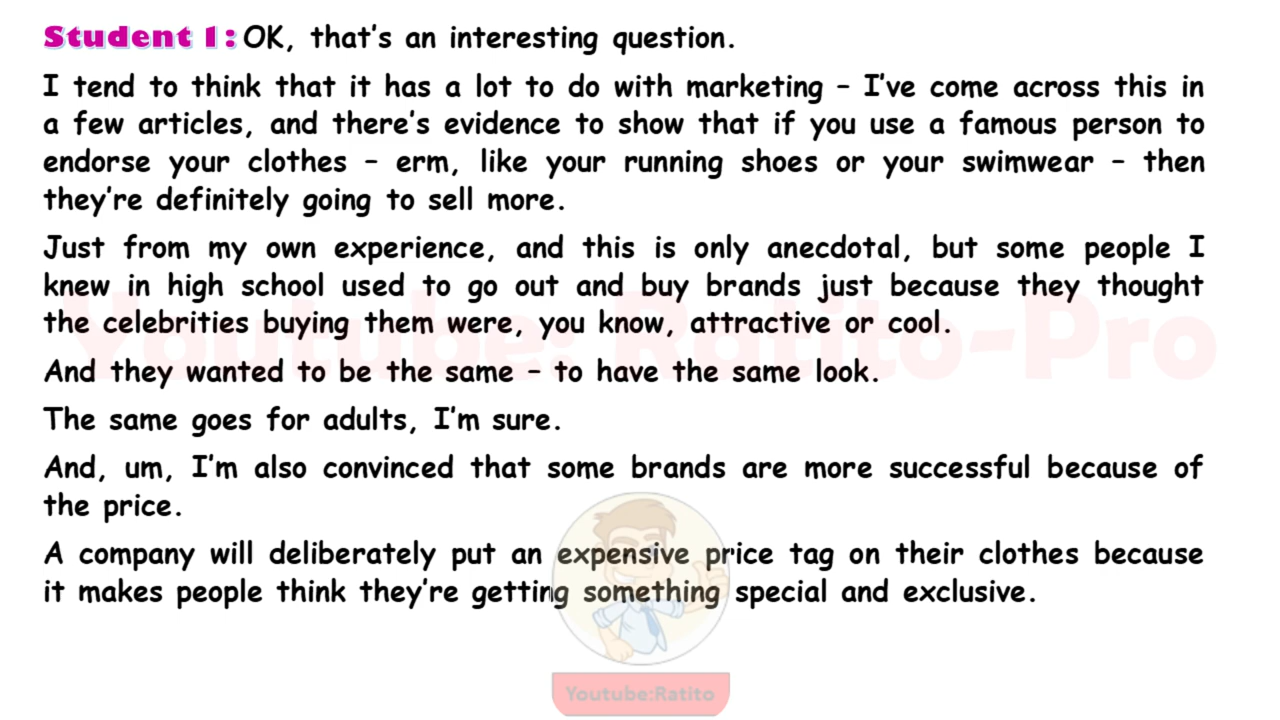 Student 1: OK, that's an interesting question.
I tend to think that it has a lot to do with marketing – I've come across this in
a few articles, and there's evidence to show that if you use a famous person to
endorse your clothes – erm, like your running shoes or your swimwear – then
they're definitely going to sell more.
Just from my own experience, and this is only anecdotal, but some people I
knew in high school used to go out and buy brands just because they thought
the celebrities buying them were, you know, attractive or cool.
Youtube: Ratito-Pro
And they wanted to be the same – to have the same look.
The same goes for adults, I'm sure.
And, um, I'm also convinced that some brands are more successful because of
the price.
A company will deliberately put an expensive price tag on their clothes because
it makes people think they're getting something special and exclusive.
Youtube:Ratito